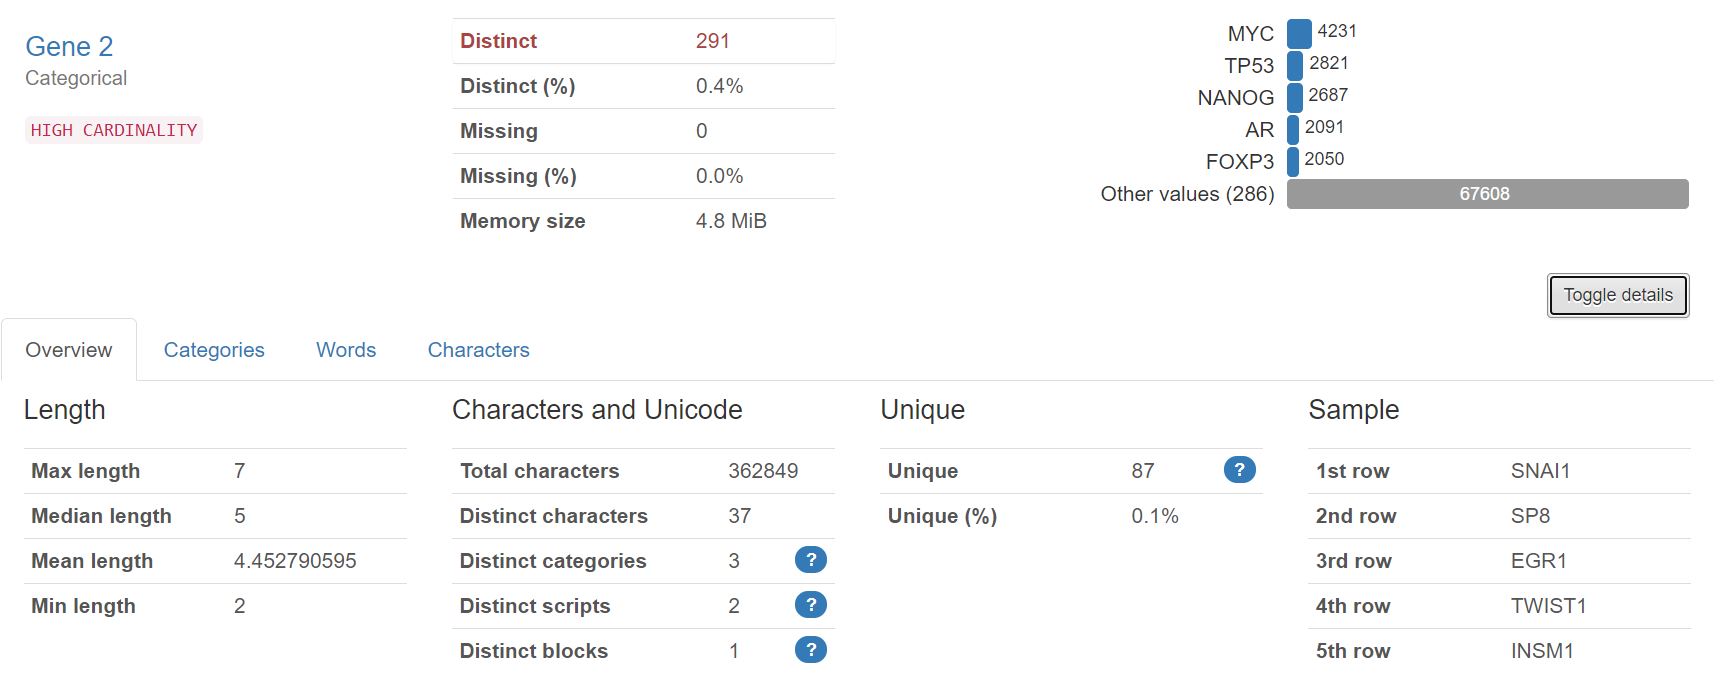 Gene 2
Categorical
HIGH CARDINALITY
Distinct 291
Distinct (%) 0.4%
Missing 0
Missing (%) 0.0%
Memory size 4.8 MiB
MYC 4231
TP53 2821
NANOG 2687
AR 2091
FOXP3 2050
Other values (286) 67608
Toggle details
Overview Categories Words Characters
Length
Max length 7
Median length 5
Mean length 4.452790595
Min length 2
Characters and Unicode
Total characters 362849
Distinct characters 37
Distinct categories 3 ?
Distinct scripts 2 ?
Distinct blocks 1 ?
Unique
Unique 87 ?
Unique (%) 0.1%
Sample
1st row SNAI1
2nd row SP8
3rd row EGR1
4th row TWIST1
5th row INSM1